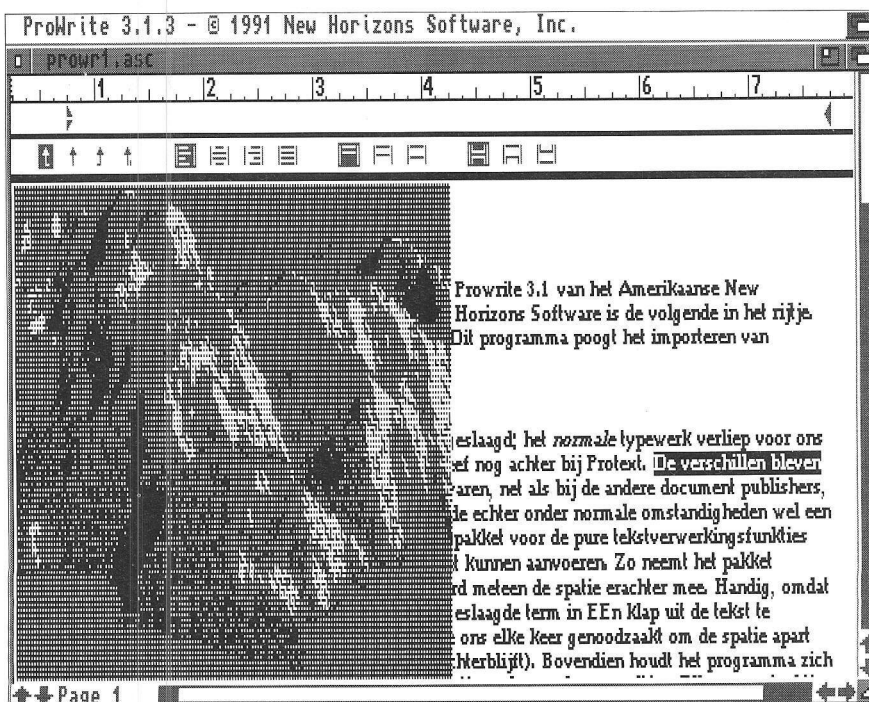 ProWrite 3.1.3 - © 1991 New Horizons Software, Inc.
prowr1.asc
1 2 3 4 5 6 7
Prowrite 3.1 van het Amerikaanse New
Horizons Software is de volgende in het rijtje.
Dit programma poogt het importeren van
eslaagd; het normale typewerk verliep voor ons
ef nog achter bij Protext. De verschillen bleven
aren, net als bij de andere document publishers,
de echter onder normale omstandigheden wel een
pakket voor de pure tekstverwerkingsfunkties
t kunnen aanvoeren. Zo neemt het pakket
rd meteen de spatie erachter mee. Handig, omdat
eslaagde term in EEn klap uit de tekst te
ons elke keer genoodzaakt om de spatie apart
hterblijft). Bovendien houdt het programma zich
Page 1